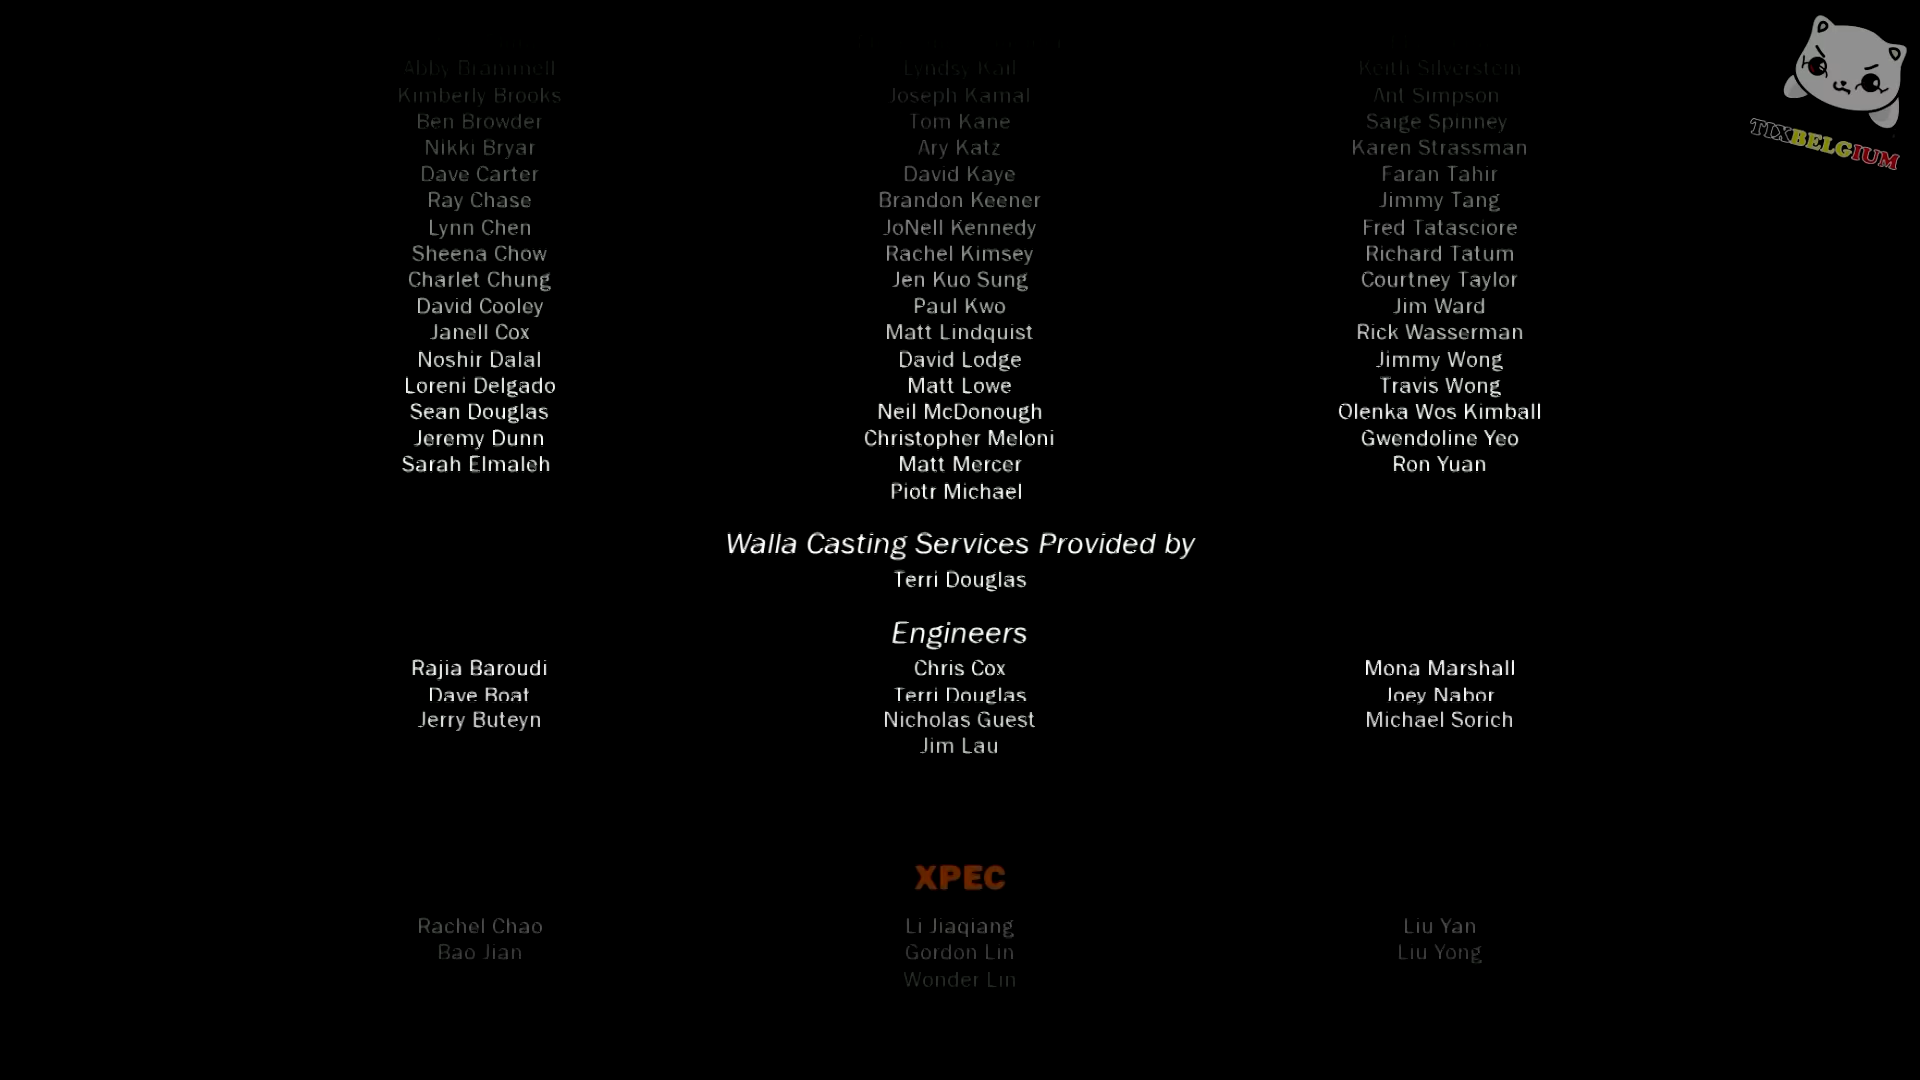 Abby Brammell Lyndsy Kail Keith Silverstein
Kimberly Brooks Joseph Kamal Ant Simpson
Ben Browder Tom Kane Saige Spinney
Nikki Bryar Ary Katz Karen Strassman
Dave Carter David Kaye Faran Tahir
Ray Chase Brandon Keener Jimmy Tang
Lynn Chen JoNell Kennedy Fred Tatasciore
Sheena Chow Rachel Kimsey Richard Tatum
Charlet Chung Jen Kuo Sung Courtney Taylor
David Cooley Paul Kwo Jim Ward
Janell Cox Matt Lindquist Rick Wasserman
Noshir Dalal David Lodge Jimmy Wong
Loreni Delgado Matt Lowe Travis Wong
Sean Douglas Neil McDonough Olenka Wos Kimball
Jeremy Dunn Christopher Meloni Gwendoline Yeo
Sarah Elmaleh Matt Mercer Ron Yuan
Piotr Michael
Walla Casting Services Provided by
Terri Douglas
Engineers
Rajia Baroudi Chris Cox Mona Marshall
Dave Boat Terri Douglas Joey Nabor
Jerry Buteyn Nicholas Guest Michael Sorich
Jim Lau
XPEC
Rachel Chao Li Jiaqiang Liu Yan
Bao Jian Gordon Lin Liu Yong
Wonder Lin
TIXBELGIUM